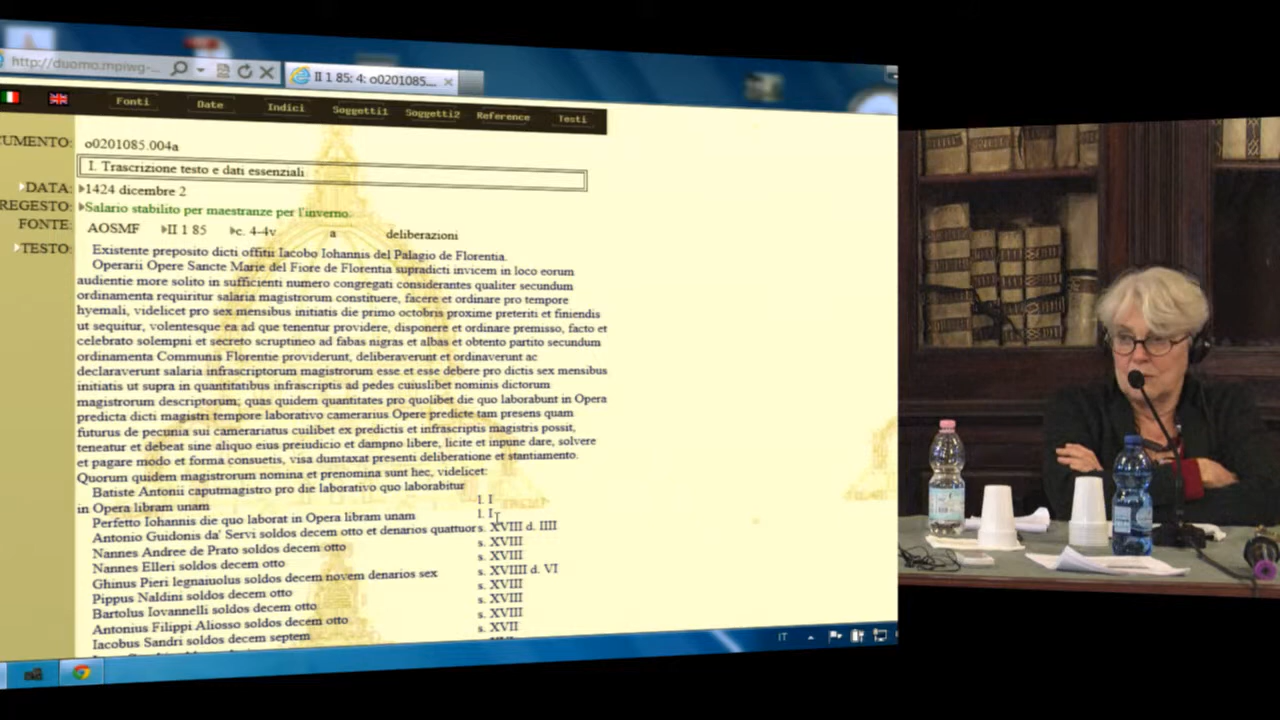 http://duomo.mpiwg-...
II 1 85: 4: o0201085....
Fonti Date Indici Soggetti1 Soggetti2 Reference Testi
CUMENTO: o0201085.004a
I. Trascrizione testo e dati essenziali
DATA: 1424 dicembre 2
REGESTO: Salario stabilito per maestranze per l'inverno.
FONTE: AOSMF II 1 85 c. 4-4v a deliberazioni
TESTO: Existente preposito dicti offitii Iacobo Iohannis del Palagio de Florentia.
Operarii Opere Sancte Marie del Fiore de Florentia supradicti invicem in loco eorum
audientie more solito in sufficienti numero congregati considerantes qualiter secundum
ordinamenta requiritur salaria magistrorum constituere, facere et ordinare pro tempore
hyemali, videlicet pro sex mensibus initiatis die primo octobris proxime preteriti et finiendis
ut sequitur, volentesque ea ad que tenentur providere, disponere et ordinare premisso, facto et
celebrato solempni et secreto scruptineo ad fabas nigras et albas et obtento partito secundum
ordinamenta Communis Florentie providerunt, deliberaverunt et ordinaverunt ac
declaraverunt salaria infrascriptorum magistrorum esse et esse debere pro dictis sex mensibus
initiatis ut supra in quantitatibus infrascriptis ad pedes cuiuslibet nominis dictorum
magistrorum descriptorum; quas quidem quantitates pro quolibet die quo laborabunt in Opera
predicta dicti magistri tempore laborativo camerarius Opere predicte tam presens quam
futurus de pecunia sui camerariatus cuilibet ex predictis et infrascriptis magistris possit,
teneatur et debeat sine aliquo eius preiudicio et dampno libere, licite et inpune dare, solvere
et pagare modo et forma consuetis, visa dumtaxat presenti deliberatione et stantiamento.
Quorum quidem magistrorum nomina et prenomina sunt hec, videlicet:
Batiste Antonii caputmagistro pro die laborativo quo laborabitur
in Opera libram unam l. I
Perfetto Iohannis die quo laborat in Opera libram unam l. I
Antonio Guidonis da' Servi soldos decem otto et denarios quattuor s. XVIII d. IIII
Nannes Andree de Prato soldos decem otto s. XVIII
Nannes Elleri soldos decem otto s. XVIII
Ghinus Pieri legnaiuolus soldos decem novem denarios sex s. XVIIII d. VI
Pippus Naldini soldos decem otto s. XVIII
Bartolus Iovannelli soldos decem otto s. XVIII
Antonius Filippi Aliosso soldos decem otto s. XVIII
Iacobus Sandri soldos decem septem s. XVII
IT